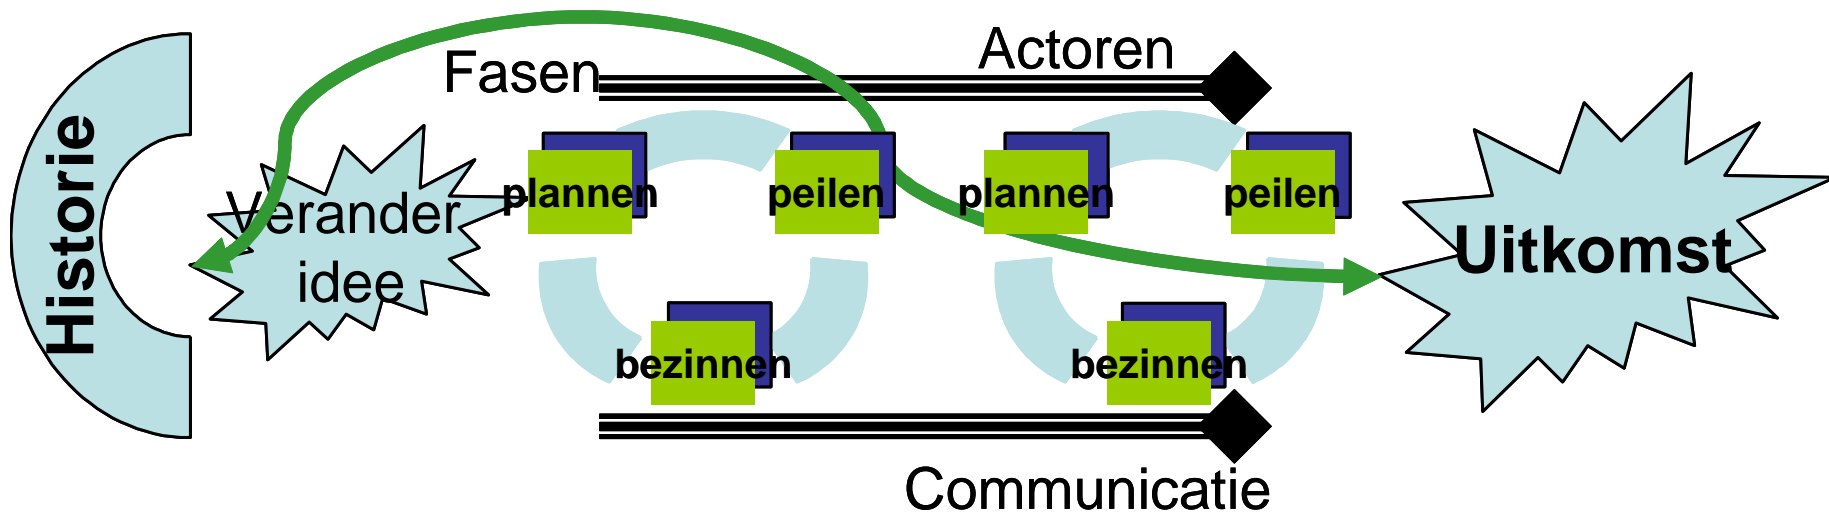 Historie
Verander
idee
Fasen
Actoren
plannen
peilen
bezinnen
plannen
peilen
bezinnen
Communicatie
Uitkomst